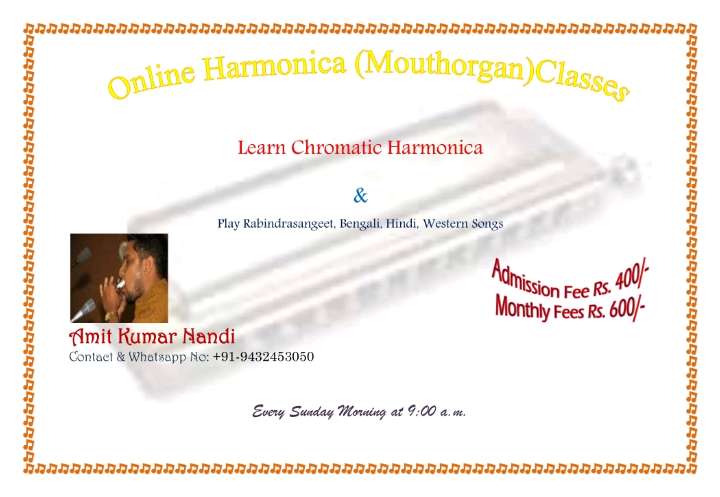 Online Harmonica (Mouthorgan)Classes
Learn Chromatic Harmonica
&
Play Rabindrasangeet, Bengali, Hindi, Western Songs
Admission Fee Rs. 400/-
Monthly Fees Rs. 600/-
Amit Kumar Nandi
Contact & Whatsapp No: +91-9432453050
Every Sunday Morning at 9:00 a.m.